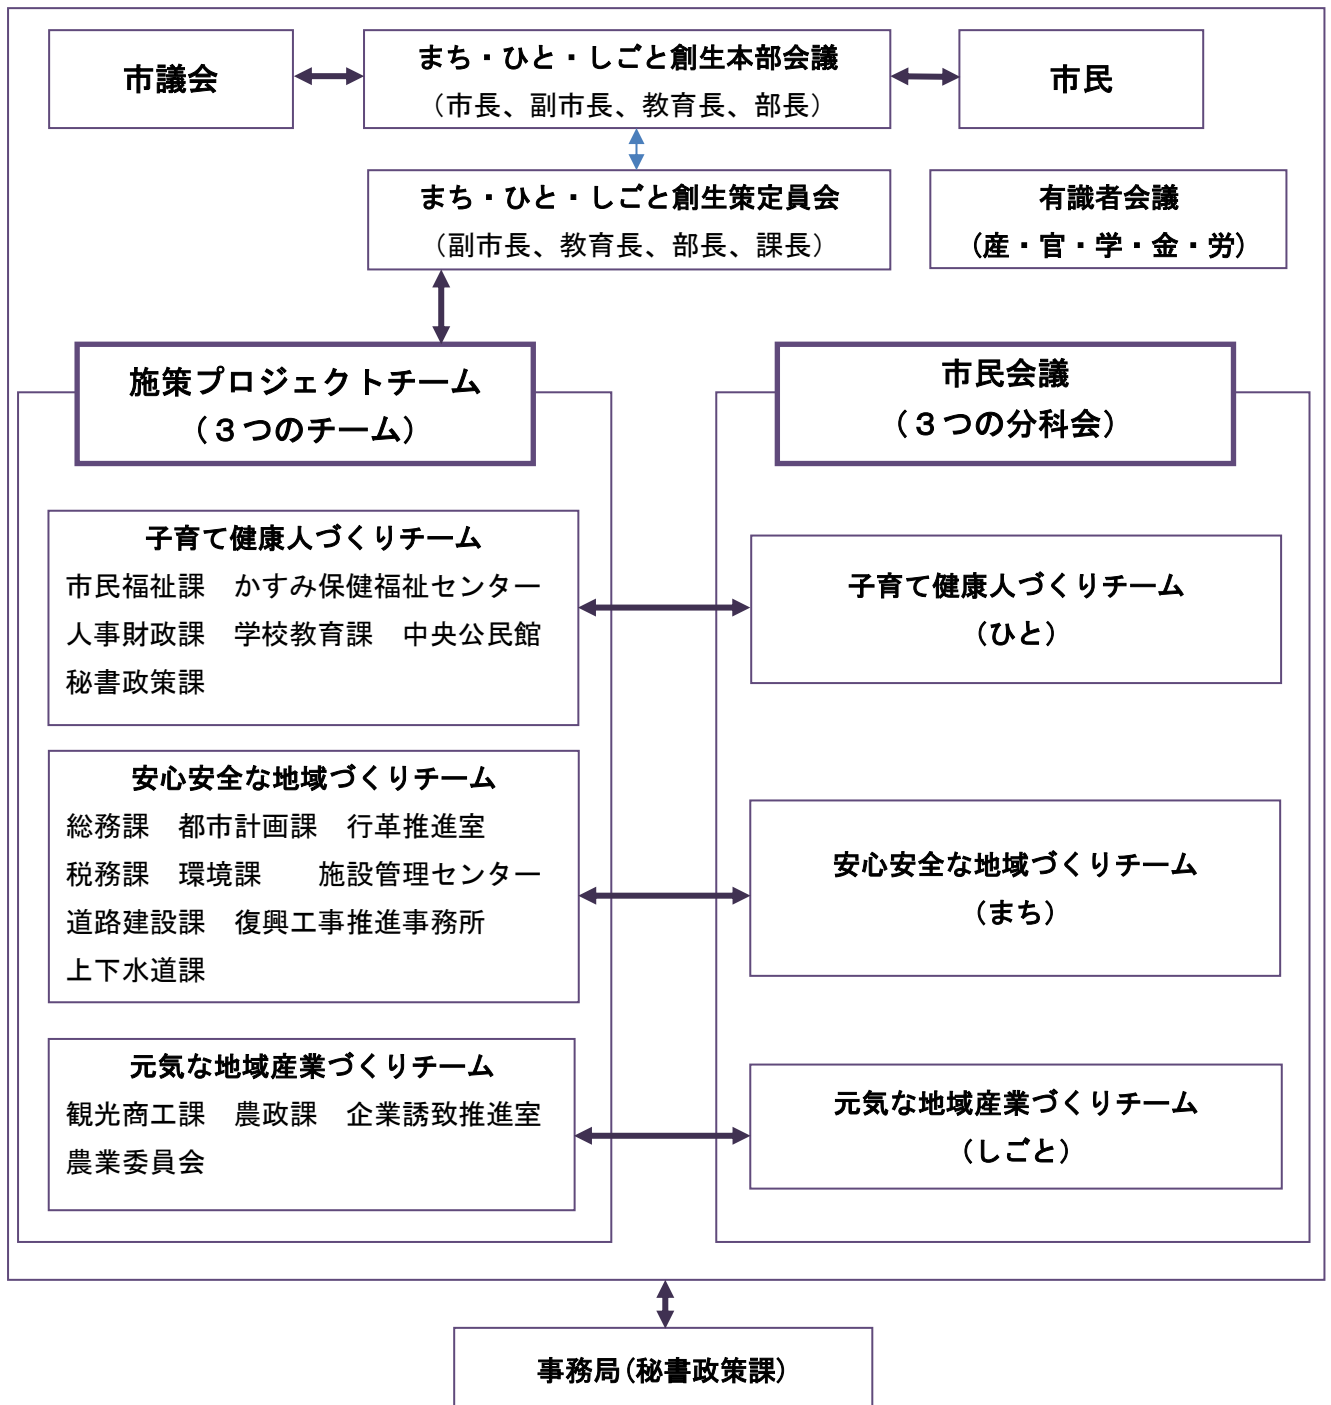 市議会
まち・ひと・しごと創生本部会議
（市長、副市長、教育長、部長）
市民
まち・ひと・しごと創生策定員会
（副市長、教育長、部長、課長）
有識者会議
（産・官・学・金・労）
施策プロジェクトチーム
（３つのチーム）
市民会議
（３つの分科会）
子育て健康人づくりチーム
市民福祉課　かすみ保健福祉センター
人事財政課　学校教育課　中央公民館
秘書政策課
子育て健康人づくりチーム
（ひと）
安心安全な地域づくりチーム
総務課　都市計画課　行革推進室
税務課　環境課　　施設管理センター
道路建設課　復興工事推進事務所
上下水道課
安心安全な地域づくりチーム
（まち）
元気な地域産業づくりチーム
観光商工課　農政課　企業誘致推進室
農業委員会
元気な地域産業づくりチーム
（しごと）
事務局(秘書政策課)